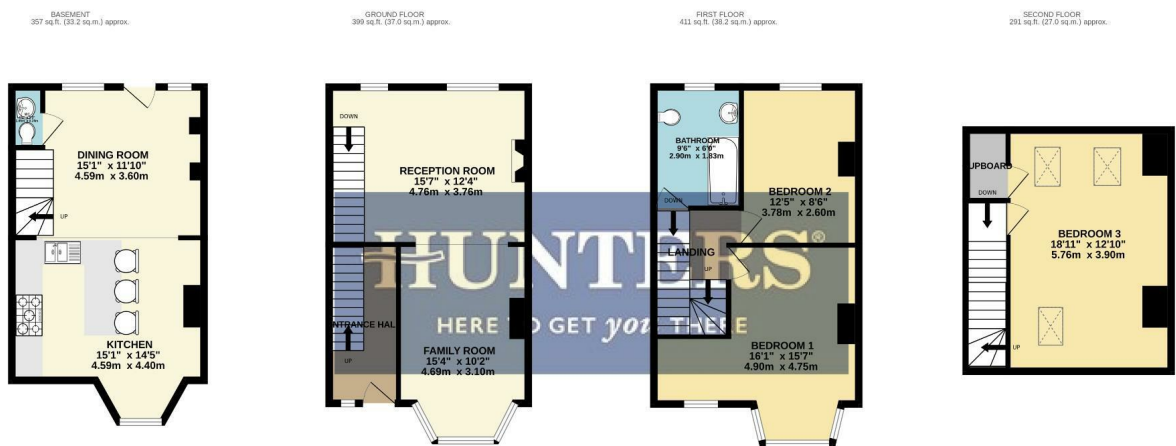 BASEMENT
357 sq.ft. (33.2 sq.m.) approx.
GROUND FLOOR
399 sq.ft. (37.0 sq.m.) approx.
FIRST FLOOR
411 sq.ft. (38.2 sq.m.) approx.
SECOND FLOOR
291 sq.ft. (27.0 sq.m.) approx.
DINING ROOM
15'1" x 11'10"
4.59m x 3.60m
UP
KITCHEN
15'1" x 14'5"
4.59m x 4.40m
DOWN
RECEPTION ROOM
15'7" x 12'4"
4.76m x 3.76m
ENTRANCE HALL
UP
FAMILY ROOM
15'4" x 10'2"
4.69m x 3.10m
BATHROOM
9'6" x 6'0"
2.90m x 1.83m
DOWN
BEDROOM 2
12'5" x 8'6"
3.78m x 2.60m
LANDING
UP
BEDROOM 1
16'1" x 15'7"
4.90m x 4.75m
UPBOARD
DOWN
BEDROOM 3
18'11" x 12'10"
5.76m x 3.90m
UP
HUNTERS®
HERE TO GET you THERE